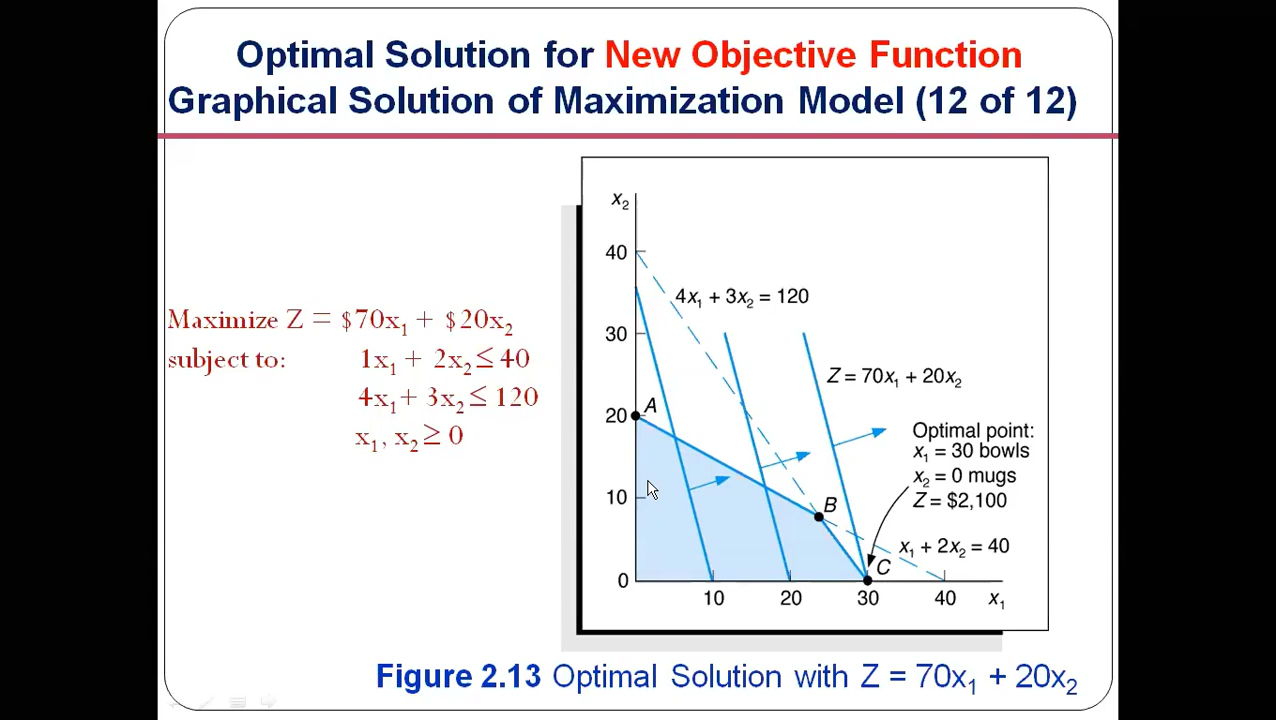 Optimal Solution for New Objective Function
Graphical Solution of Maximization Model (12 of 12)
Maximize Z = $70x₁ + $20x₂
subject to: 1x₁ + 2x₂ ≤ 40
4x₁ + 3x₂ ≤ 120
x₁, x₂ ≥ 0
x₂
40
4x₁ + 3x₂ = 120
30
Z = 70x₁ + 20x₂
20
A
Optimal point:
x₁ = 30 bowls
x₂ = 0 mugs
Z = $2,100
10
B
x₁ + 2x₂ = 40
C
0
10 20 30 40 x₁
Figure 2.13 Optimal Solution with Z = 70x₁ + 20x₂